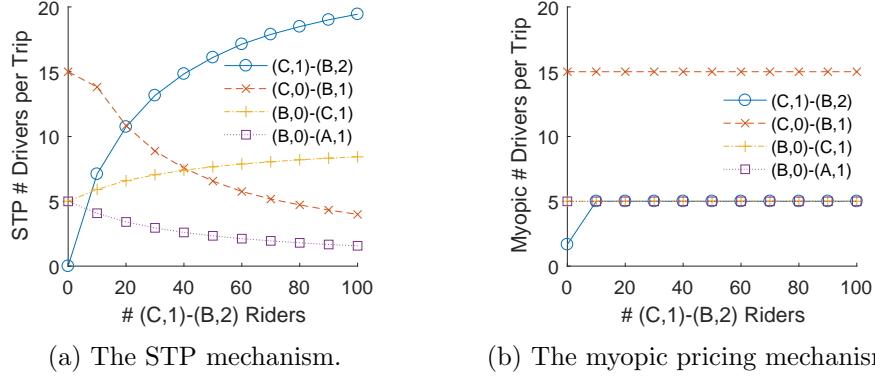 STP # Drivers per Trip
20
15
10
5
0
(C,1)-(B,2)
(C,0)-(B,1)
(B,0)-(C,1)
(B,0)-(A,1)
0 20 40 60 80 100
# (C,1)-(B,2) Riders
(a) The STP mechanism.
Myopic # Drivers per Trip
20
15
10
5
0
(C,1)-(B,2)
(C,0)-(B,1)
(B,0)-(C,1)
(B,0)-(A,1)
0 20 40 60 80 100
# (C,1)-(B,2) Riders
(b) The myopic pricing mechanism